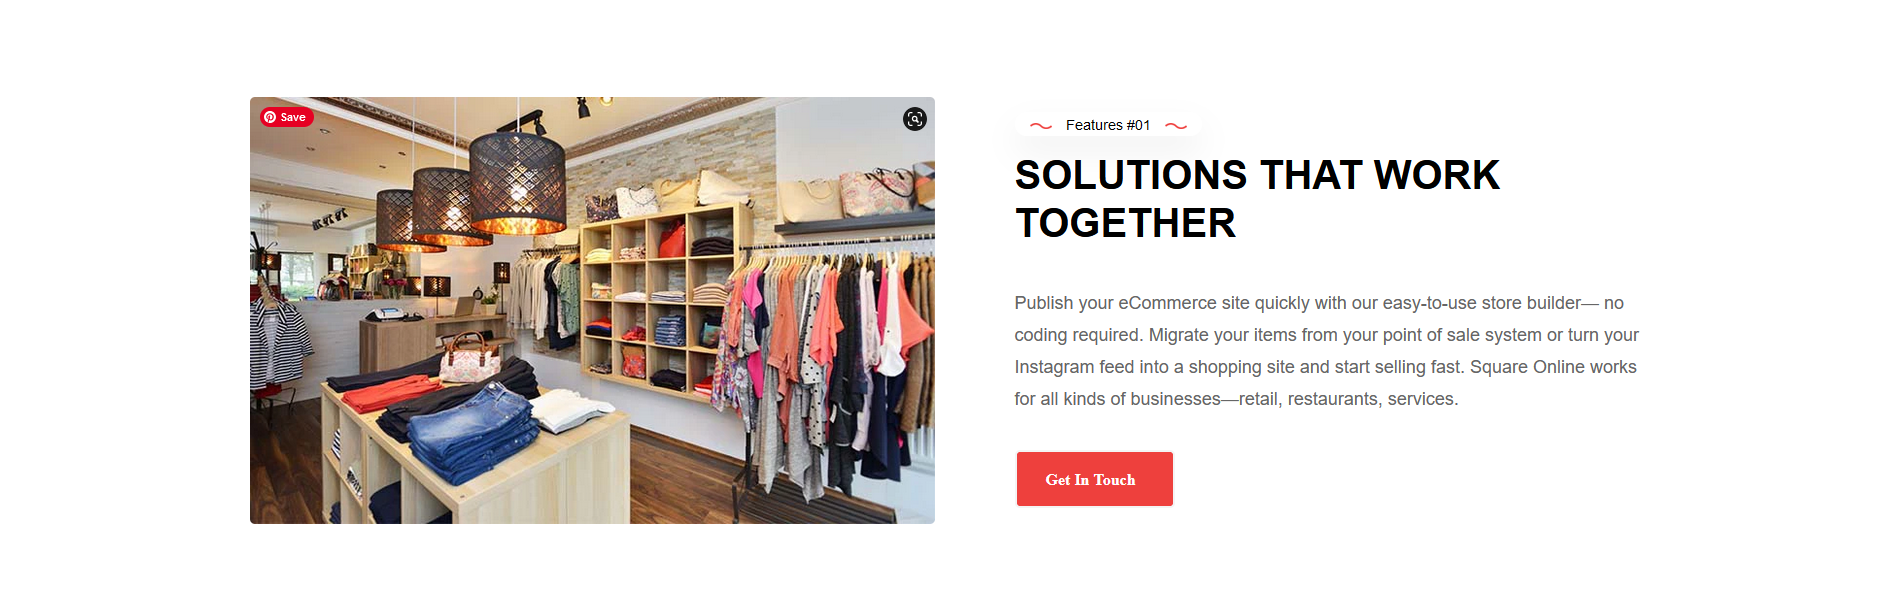 Save
Features #01
SOLUTIONS THAT WORK
TOGETHER
Publish your eCommerce site quickly with our easy-to-use store builder— no
coding required. Migrate your items from your point of sale system or turn your
Instagram feed into a shopping site and start selling fast. Square Online works
for all kinds of businesses—retail, restaurants, services.
Get In Touch